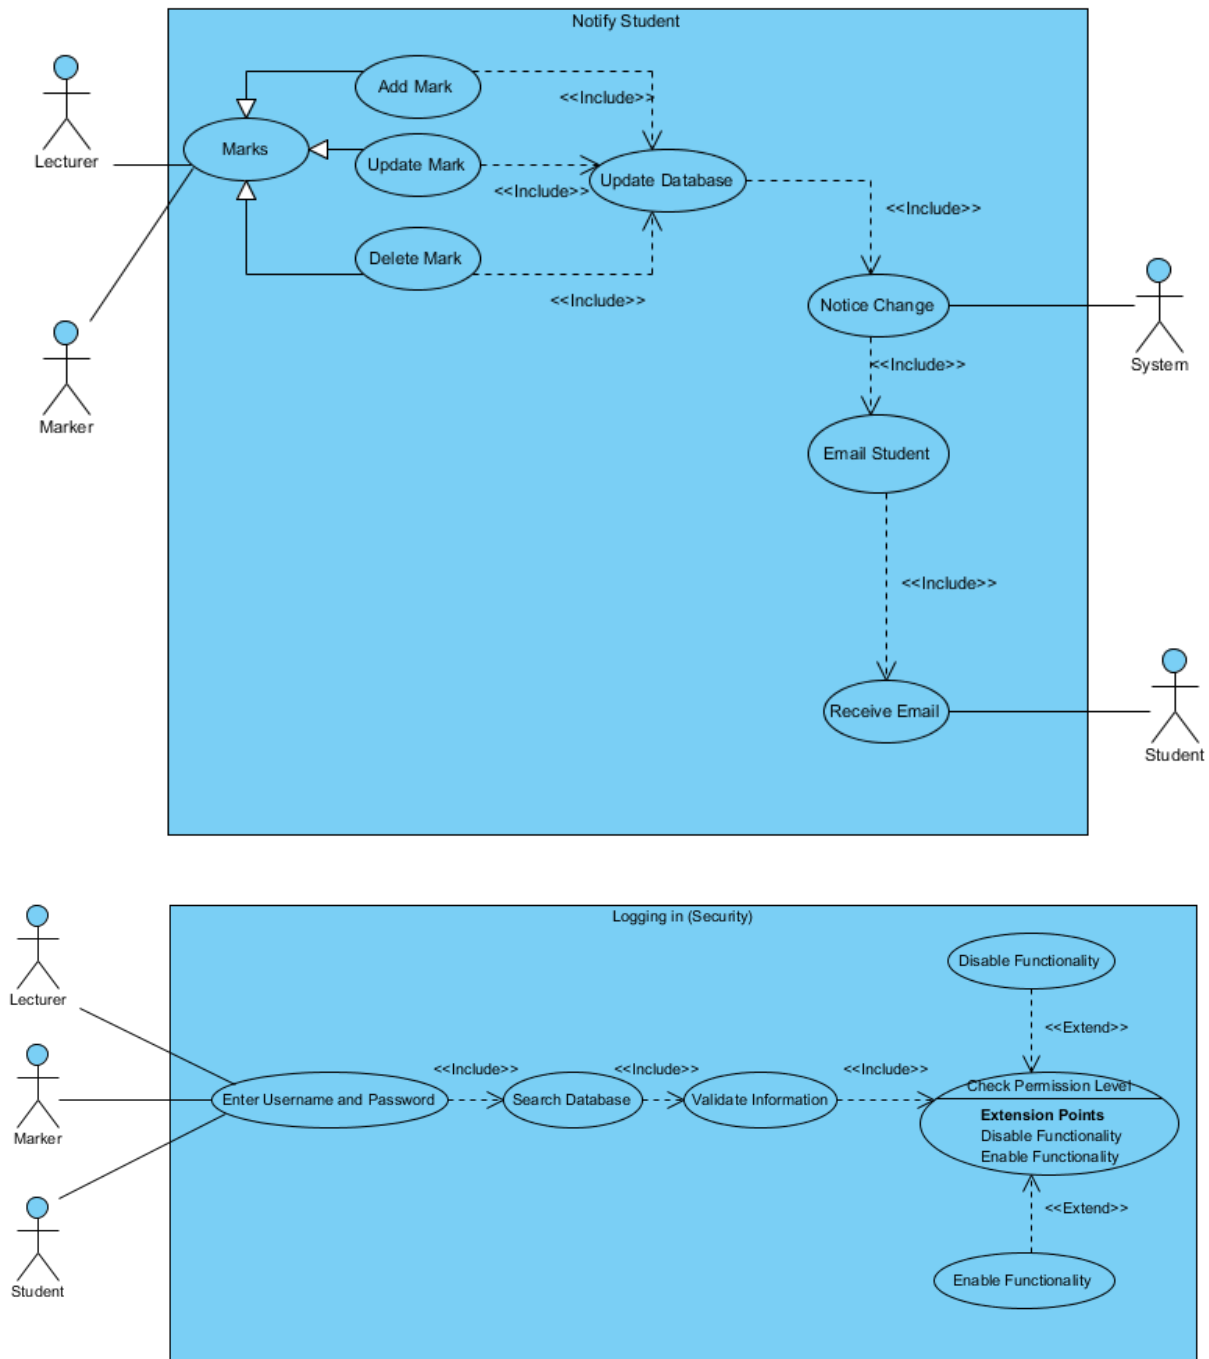 Notify Student
Add Mark
<<Include>>
Marks
Lecturer
Update Mark
<<Include>>
Update Database
<<Include>>
Delete Mark
<<Include>>
Notice Change
System
<<Include>>
Marker
Email Student
<<Include>>
Receive Email
Student
Logging in (Security)
Lecturer
Disable Functionality
<<Extend>>
<<Include>>
<<Include>>
<<Include>>
Check Permission Level
Enter Username and Password
Search Database
Validate Information
Extension Points
Disable Functionality
Enable Functionality
Marker
<<Extend>>
Enable Functionality
Student